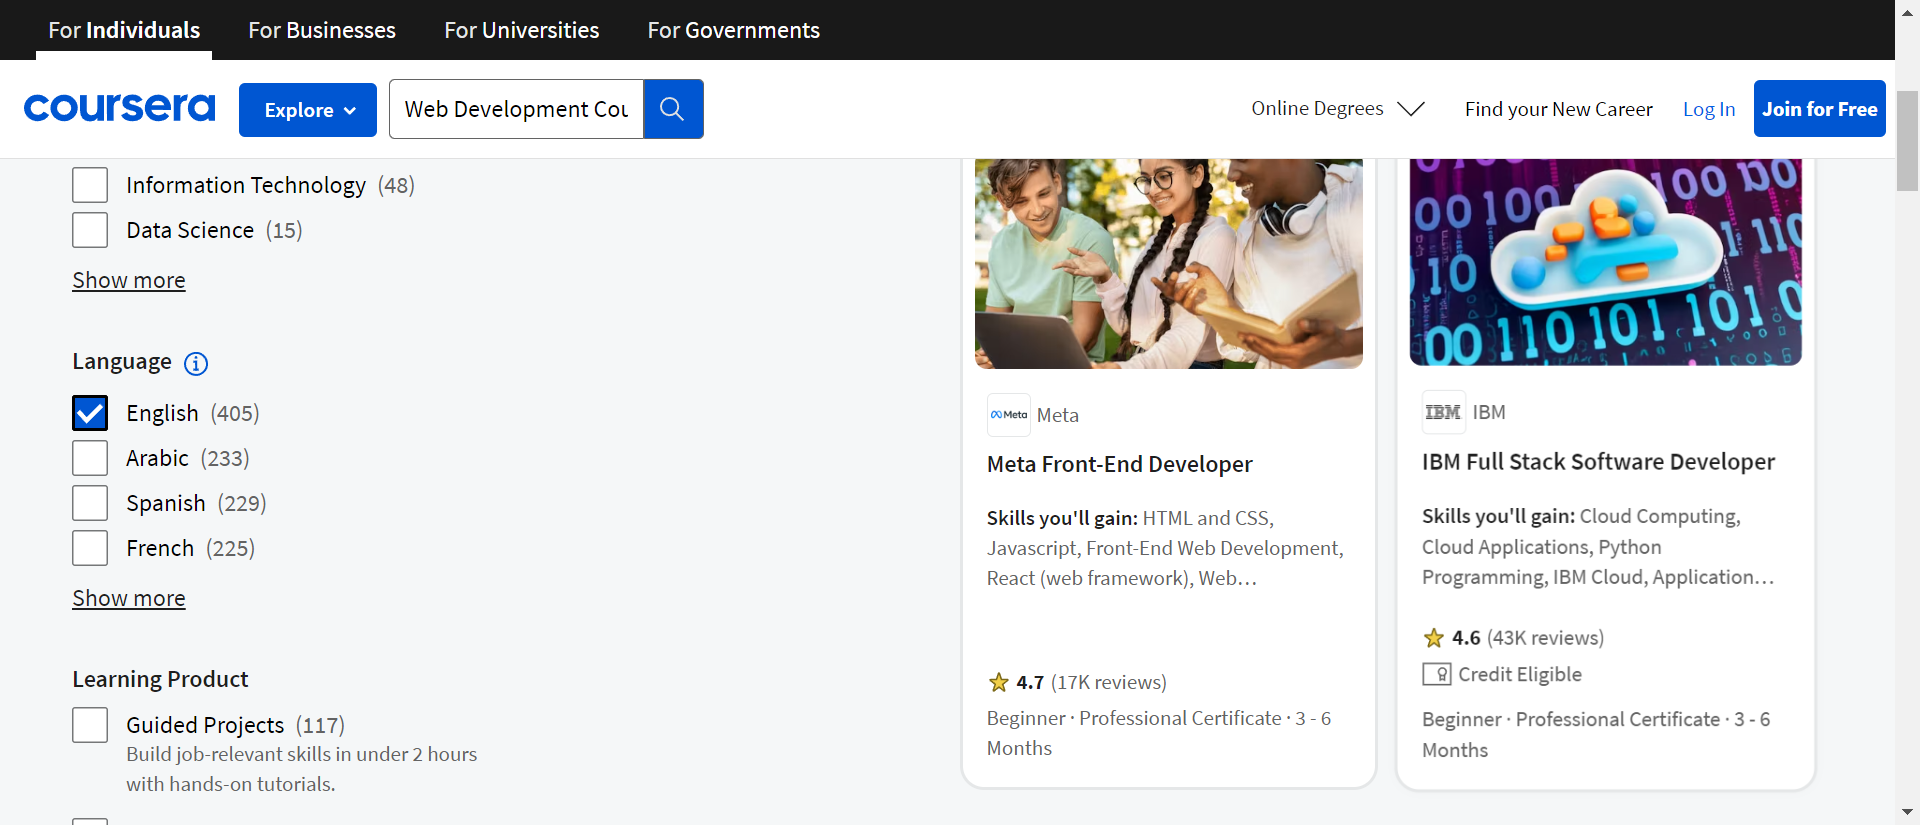 For Individuals
For Businesses
For Universities
For Governments
coursera
Explore
Web Development Cou
Online Degrees
Find your New Career
Log In
Join for Free
Information Technology (48)
Data Science (15)
Show more
Language
English (405)
Arabic (233)
Spanish (229)
French (225)
Show more
Learning Product
Guided Projects (117)
Build job-relevant skills in under 2 hours
with hands-on tutorials.
Meta Meta
Meta Front-End Developer
Skills you'll gain: HTML and CSS,
Javascript, Front-End Web Development,
React (web framework), Web…
4.7 (17K reviews)
Beginner · Professional Certificate · 3 - 6
Months
IBM IBM
IBM Full Stack Software Developer
Skills you'll gain: Cloud Computing,
Cloud Applications, Python
Programming, IBM Cloud, Application…
4.6 (43K reviews)
Credit Eligible
Beginner · Professional Certificate · 3 - 6
Months